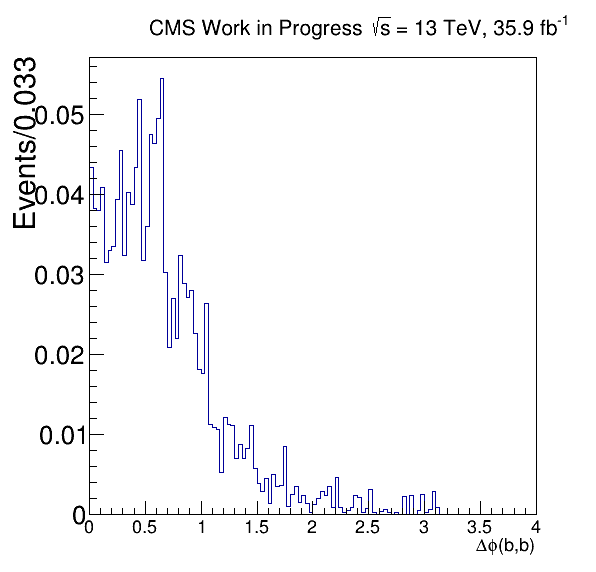 CMS Work in Progress √s = 13 TeV, 35.9 fb⁻¹
Events/0.033
0.05
0.04
0.03
0.02
0.01
0
0 0.5 1 1.5 2 2.5 3 3.5 4
Δϕ(b,b)